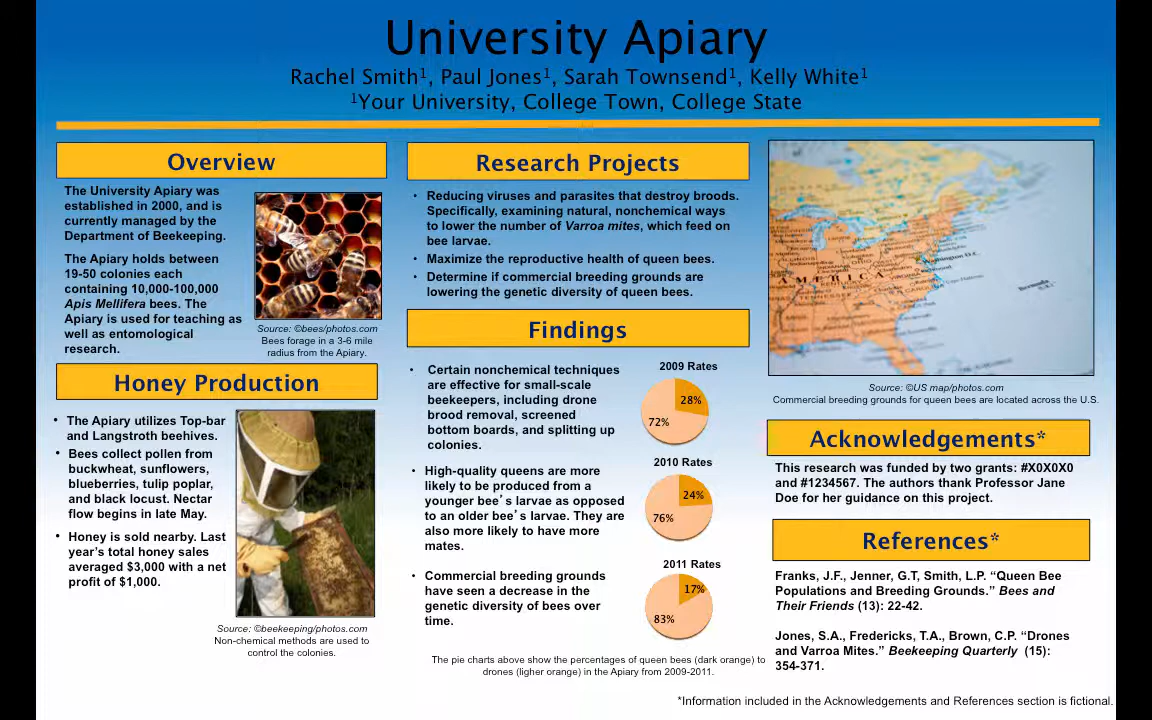 University Apiary
Rachel Smith¹, Paul Jones¹, Sarah Townsend¹, Kelly White¹
¹Your University, College Town, College State
Overview
The University Apiary was
established in 2000, and is
currently managed by the
Department of Beekeeping.
The Apiary holds between
19-50 colonies each
containing 10,000-100,000
Apis Mellifera bees. The
Apiary is used for teaching as
well as entomological
research.
Source: ©bees/photos.com
Bees forage in a 3-6 mile
radius from the Apiary.
Honey Production
• The Apiary utilizes Top-bar
and Langstroth beehives.
• Bees collect pollen from
buckwheat, sunflowers,
blueberries, tulip poplar,
and black locust. Nectar
flow begins in late May.
• Honey is sold nearby. Last
year's total honey sales
averaged $3,000 with a net
profit of $1,000.
Source: ©beekeeping/photos.com
Non-chemical methods are used to
control the colonies.
Research Projects
• Reducing viruses and parasites that destroy broods.
Specifically, examining natural, nonchemical ways
to lower the number of Varroa mites, which feed on
bee larvae.
• Maximize the reproductive health of queen bees.
• Determine if commercial breeding grounds are
lowering the genetic diversity of queen bees.
Findings
• Certain nonchemical techniques
are effective for small-scale
beekeepers, including drone
brood removal, screened
bottom boards, and splitting up
colonies.
• High-quality queens are more
likely to be produced from a
younger bee's larvae as opposed
to an older bee's larvae. They are
also more likely to have more
mates.
• Commercial breeding grounds
have seen a decrease in the
genetic diversity of bees over
time.
2009 Rates
28%
72%
2010 Rates
24%
76%
2011 Rates
17%
83%
The pie charts above show the percentages of queen bees (dark orange) to
drones (ligher orange) in the Apiary from 2009-2011.
Washington D.C.
AMERICA
Bermuda
Source: ©US map/photos.com
Commercial breeding grounds for queen bees are located across the U.S.
Acknowledgements*
This research was funded by two grants: #X0X0X0
and #1234567. The authors thank Professor Jane
Doe for her guidance on this project.
References*
Franks, J.F., Jenner, G.T, Smith, L.P. “Queen Bee
Populations and Breeding Grounds.” Bees and
Their Friends (13): 22-42.
Jones, S.A., Fredericks, T.A., Brown, C.P. “Drones
and Varroa Mites.” Beekeeping Quarterly (15):
354-371.
*Information included in the Acknowledgements and References section is fictional.